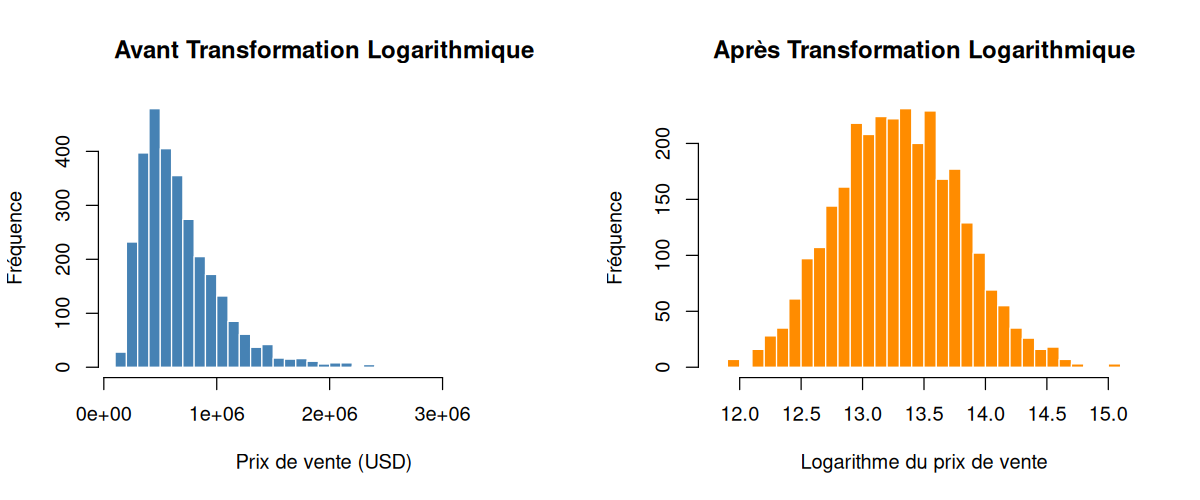 Avant Transformation Logarithmique
Fréquence
400
300
200
100
0
0e+00 1e+06 2e+06 3e+06
Prix de vente (USD)
Après Transformation Logarithmique
Fréquence
200
150
100
50
0
12.0 12.5 13.0 13.5 14.0 14.5 15.0
Logarithme du prix de vente